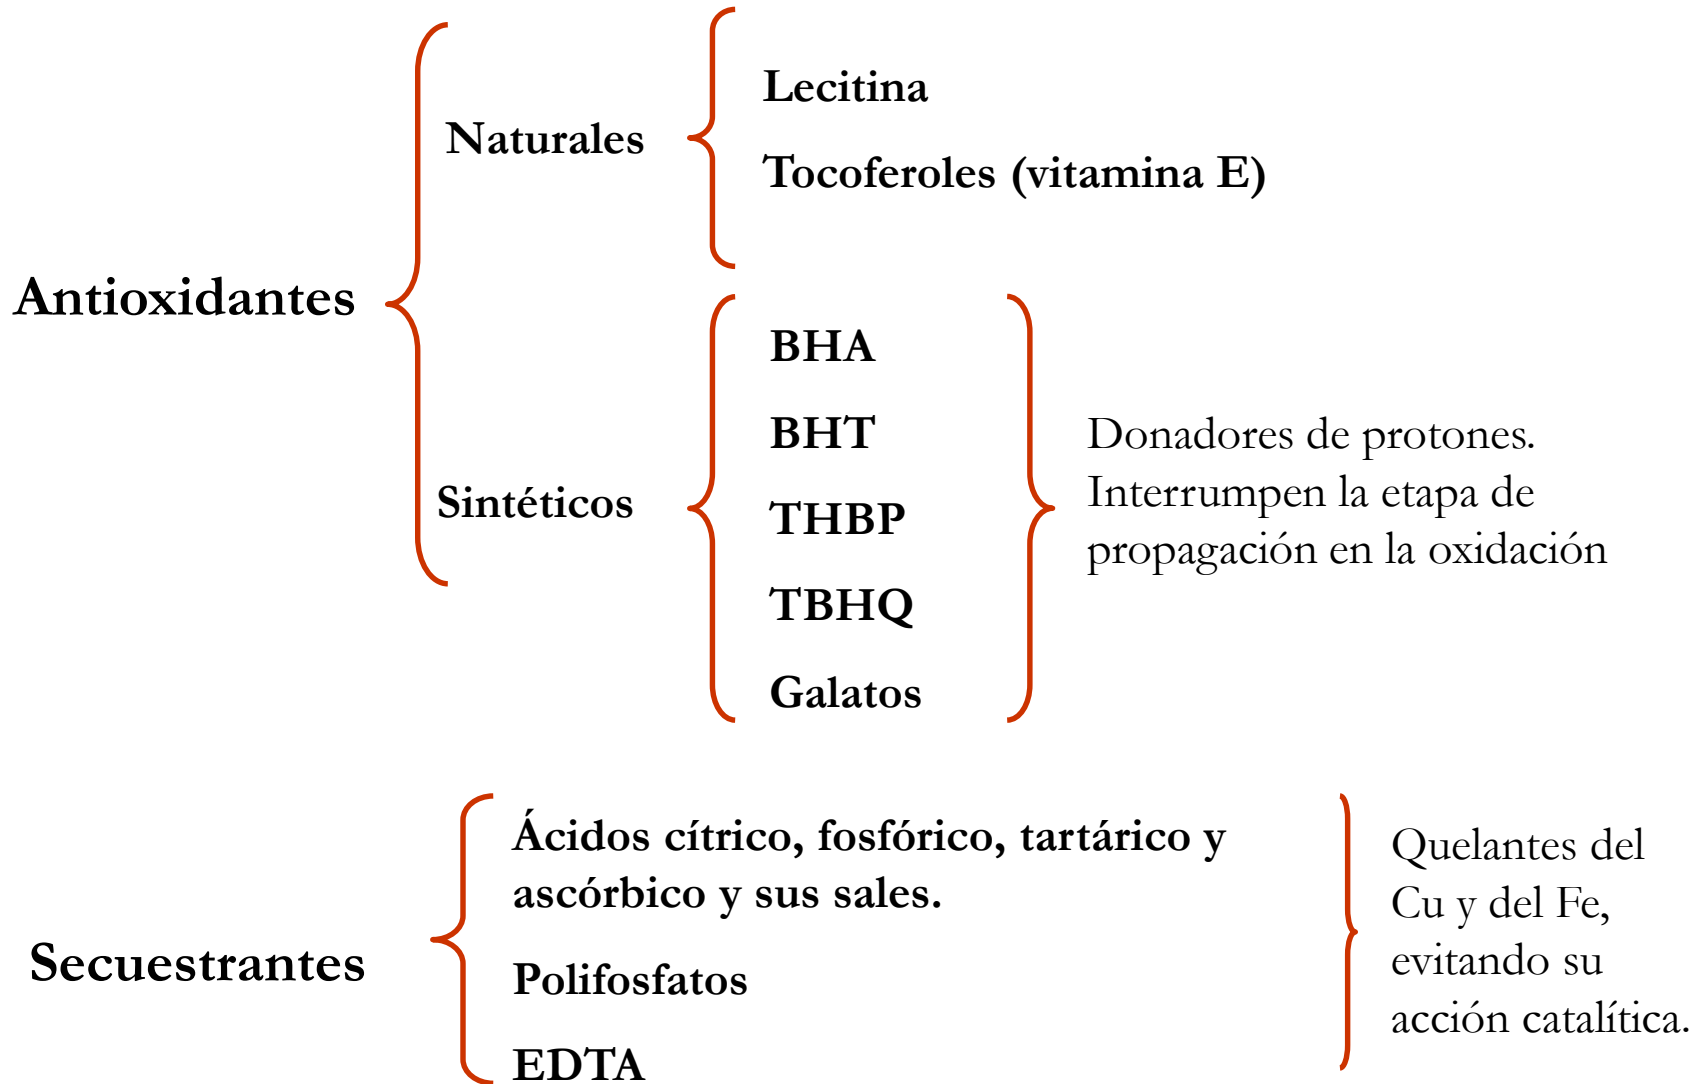 Antioxidantes
Naturales
Lecitina
Tocoferoles (vitamina E)
Sintéticos
BHA
BHT
THBP
TBHQ
Galatos
Donadores de protones.
Interrumpen la etapa de
propagación en la oxidación
Secuestrantes
Ácidos cítrico, fosfórico, tartárico y
ascórbico y sus sales.
Polifosfatos
EDTA
Quelantes del
Cu y del Fe,
evitando su
acción catalítica.